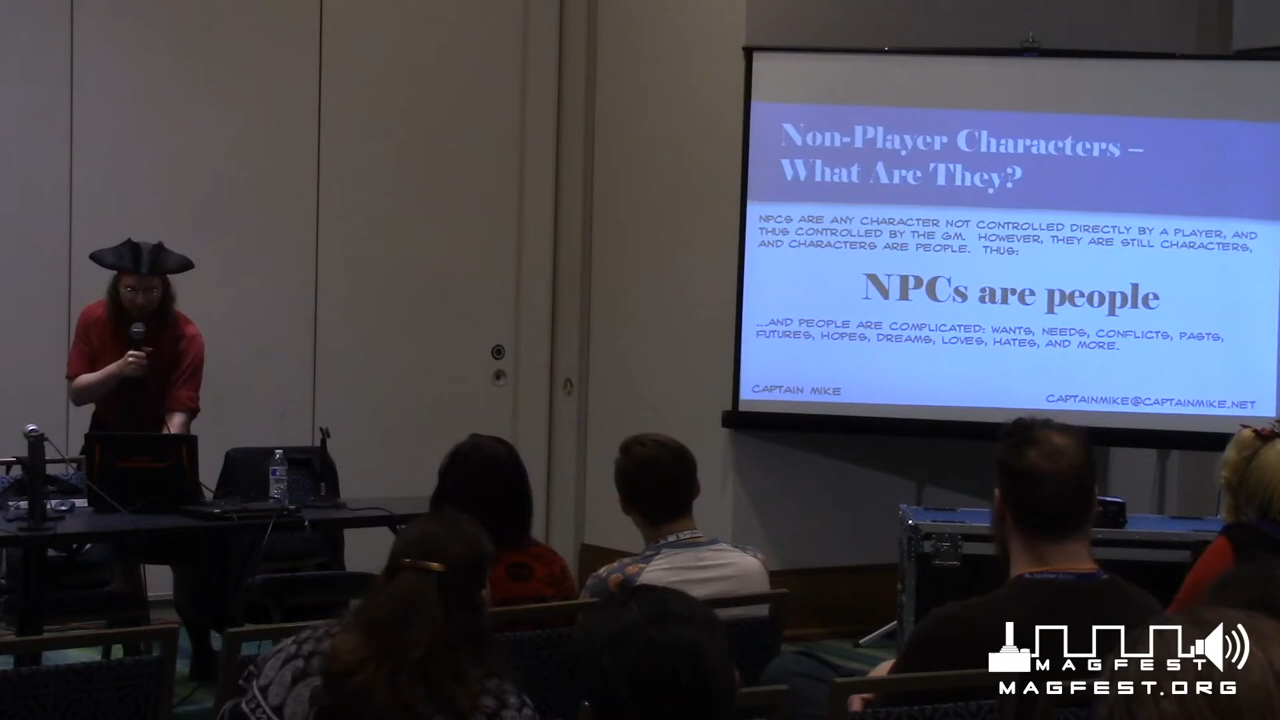 Non-Player Characters –
What Are They?
NPCS ARE ANY CHARACTER NOT CONTROLLED DIRECTLY BY A PLAYER, AND
THUS CONTROLLED BY THE GM.  HOWEVER, THEY ARE STILL CHARACTERS,
AND CHARACTERS ARE PEOPLE.  THUS:
NPCs are people
...AND PEOPLE ARE COMPLICATED: WANTS, NEEDS, CONFLICTS, PASTS,
FUTURES, HOPES, DREAMS, LOVES, HATES, AND MORE.
CAPTAIN MIKE
CAPTAINMIKE@CAPTAINMIKE.NET
MAGFEST
MAGFEST.ORG